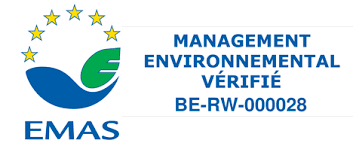 MANAGEMENT
ENVIRONNEMENTAL
VÉRIFIÉ
BE-RW-000028
EMAS